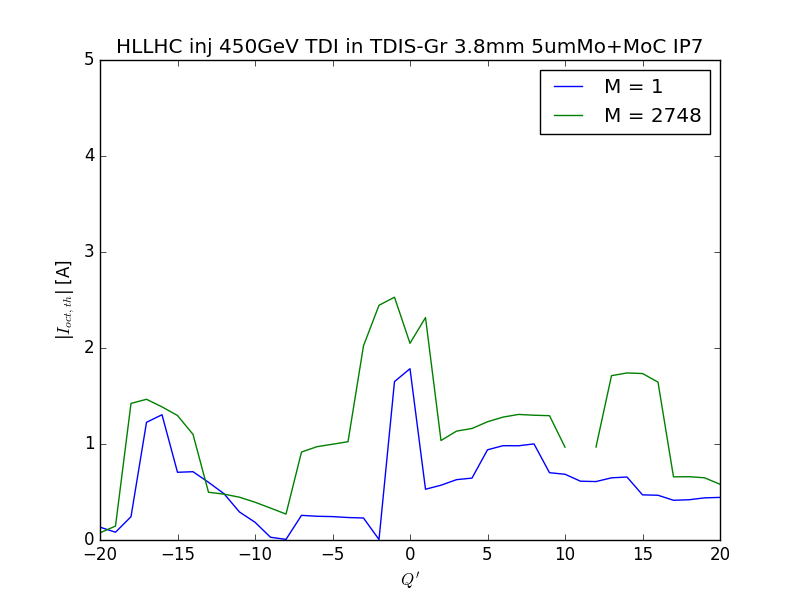 HLLHC inj 450GeV TDI in TDIS-Gr 3.8mm 5umMo+MoC IP7
M = 1
M = 2748
|I_{oct,th}| [A]
5
4
3
2
1
0
−20 −15 −10 −5 0 5 10 15 20
Q′